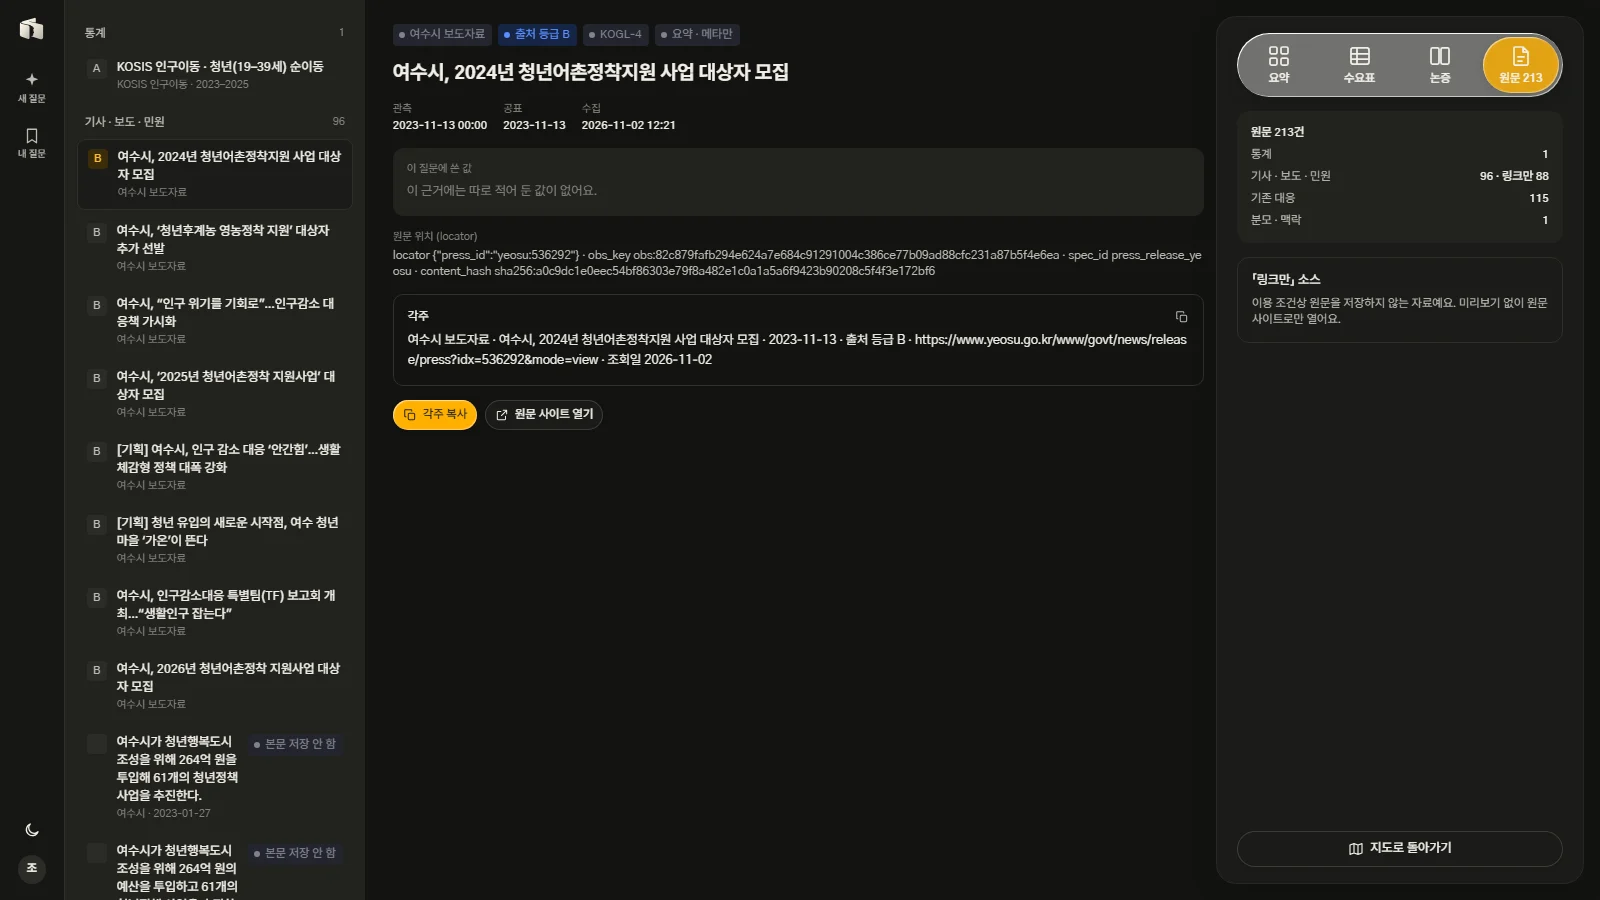 새 질문
내 질문
조
통계 1
A KOSIS 인구이동 · 청년(19–39세) 순이동
KOSIS 인구이동 · 2023–2025
기사 · 보도 · 민원 96
B 여수시, 2024년 청년어촌정착지원 사업 대상
자 모집
여수시 보도자료
B 여수시, ‘청년후계농 영농정착 지원’ 대상자
추가 선발
여수시 보도자료
B 여수시, “인구 위기를 기회로”…인구감소 대
응책 가시화
여수시 보도자료
B 여수시, ‘2025년 청년어촌정착 지원사업’ 대
상자 모집
여수시 보도자료
B [기획] 여수시, 인구 감소 대응 ‘안간힘’…생활
체감형 정책 대폭 강화
여수시 보도자료
B [기획] 청년 유입의 새로운 시작점, 여수 청년
마을 ‘가온’이 뜬다
여수시 보도자료
B 여수시, 인구감소대응 특별팀(TF) 보고회 개
최…“생활인구 잡는다”
여수시 보도자료
B 여수시, 2026년 청년어촌정착 지원사업 대상
자 모집
여수시 보도자료
여수시가 청년행복도시 본문 저장 안 함
조성을 위해 264억 원을
투입해 61개의 청년정책
사업을 추진한다.
여수시 · 2023-01-27
여수시가 청년행복도시 본문 저장 안 함
조성을 위해 264억 원의
예산을 투입하고 61개의
여수시 보도자료 출처 등급 B KOGL-4 요약 · 메타만
여수시, 2024년 청년어촌정착지원 사업 대상자 모집
관측 공표 수집
2023-11-13 00:00 2023-11-13 2026-11-02 12:21
이 질문에 쓴 값
이 근거에는 따로 적어 둔 값이 없어요.
원문 위치 (locator)
locator {"press_id":"yeosu:536292"} · obs_key obs:82c879fafb294e624a7e684c91291004c386ce77b09ad88cfc231a87b5f4e6ea · spec_id press_release_ye
osu · content_hash sha256:a0c9dc1e0eec54bf86303e79f8a482e1c0a1a5a6f9423b90208c5f4f3e172bf6
각주
여수시 보도자료 · 여수시, 2024년 청년어촌정착지원 사업 대상자 모집 · 2023-11-13 · 출처 등급 B · https://www.yeosu.go.kr/www/govt/news/releas
e/press?idx=536292&mode=view · 조회일 2026-11-02
각주 복사 원문 사이트 열기
요약 수요표 논증 원문 213
원문 213건
통계 1
기사 · 보도 · 민원 96 · 링크만 88
기존 대응 115
분모 · 맥락 1
「링크만」 소스
이용 조건상 원문을 저장하지 않는 자료예요. 미리보기 없이 원문
사이트로만 열어요.
지도로 돌아가기